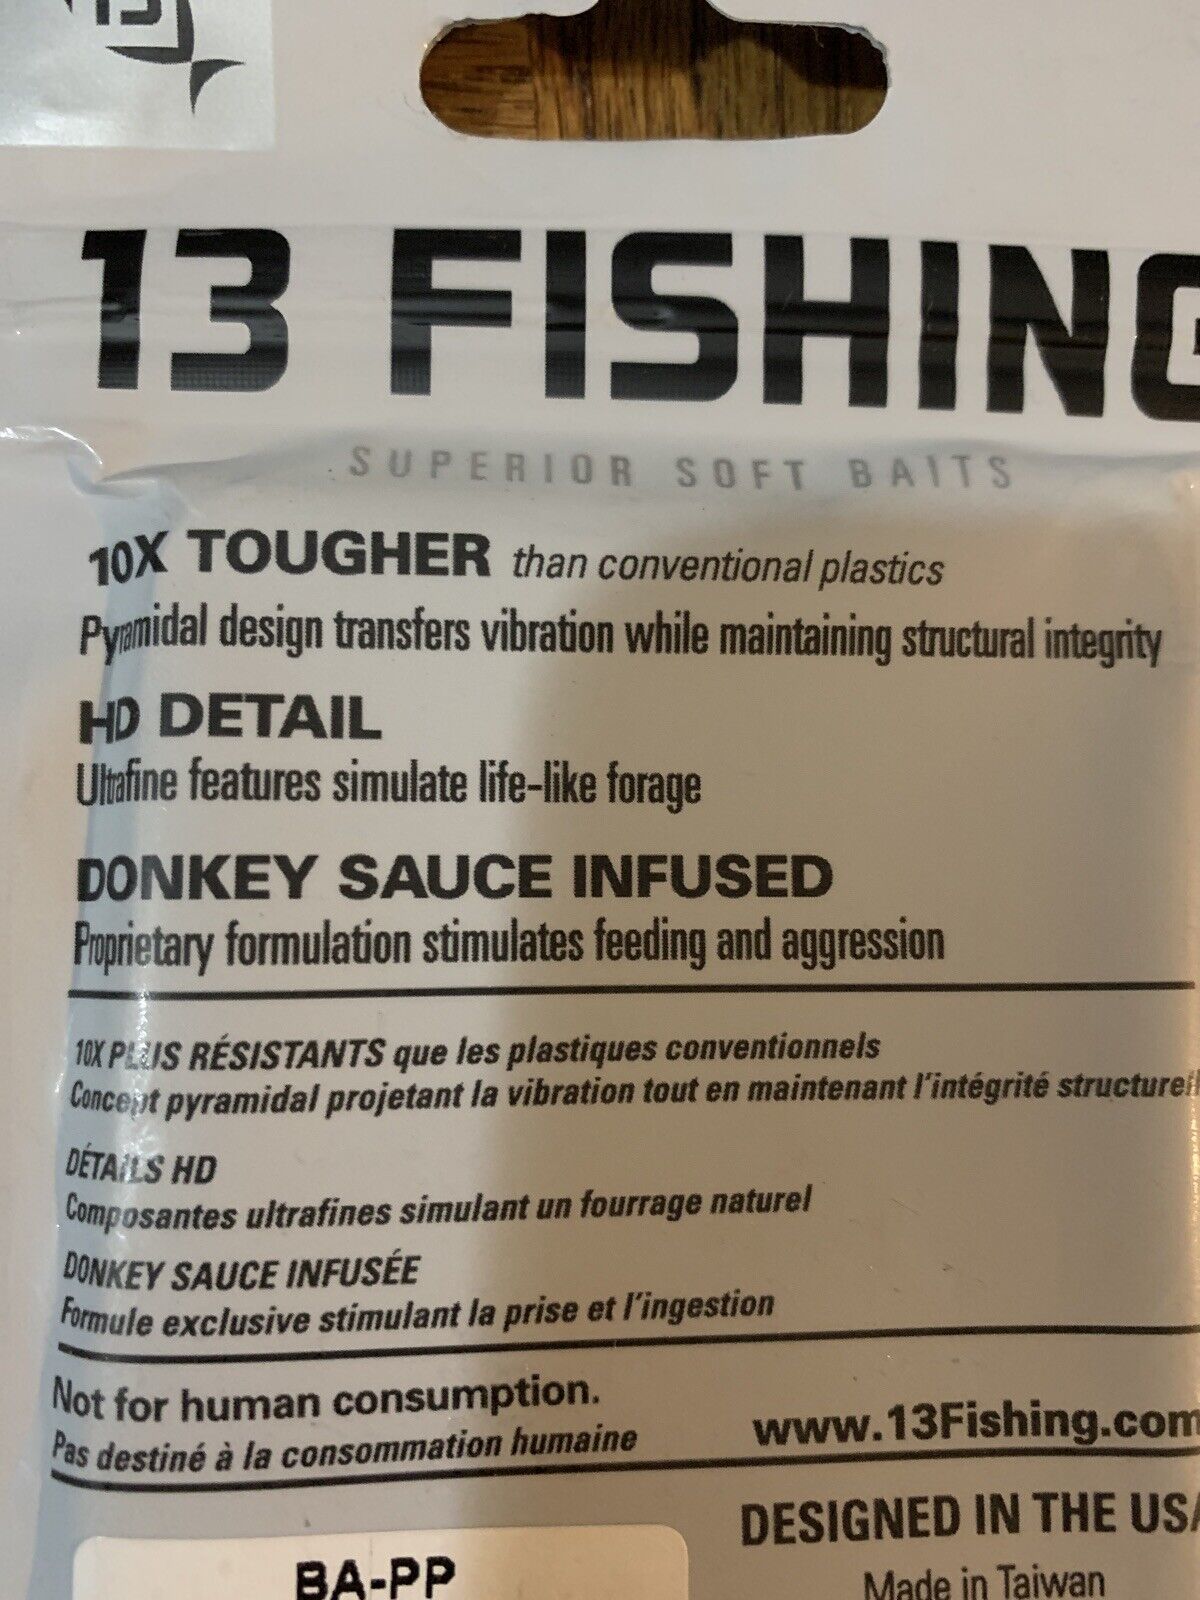 13
13 FISHING
SUPERIOR SOFT BAITS
10X TOUGHER than conventional plastics
Pyramidal design transfers vibration while maintaining structural integrity
HD DETAIL
Ultrafine features simulate life-like forage
DONKEY SAUCE INFUSED
Proprietary formulation stimulates feeding and aggression
10X PLUS RÉSISTANTS que les plastiques conventionnels
Concept pyramidal projetant la vibration tout en maintenant l'intégrité structurell
DÉTAILS HD
Composantes ultrafines simulant un fourrage naturel
DONKEY SAUCE INFUSÉE
Formule exclusive stimulant la prise et l'ingestion
Not for human consumption.
Pas destiné à la consommation humaine
www.13Fishing.com
DESIGNED IN THE USA
Made in Taiwan
BA-PP